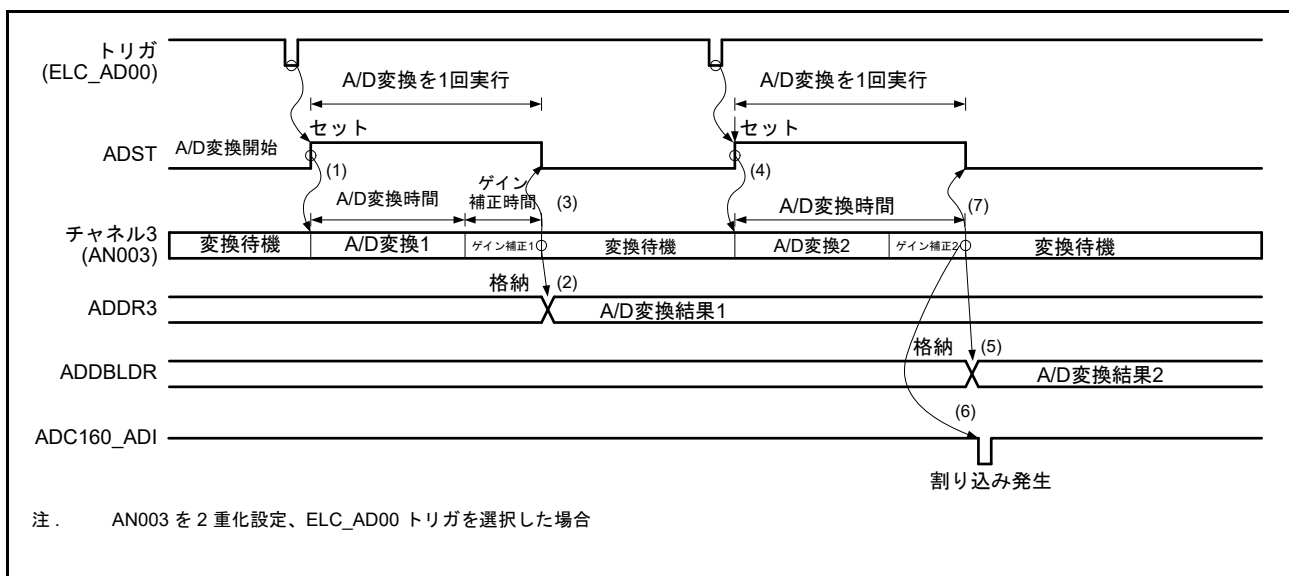 トリガ
(ELC_AD00)
A/D変換を1回実行
A/D変換を1回実行
セット
セット
ADST
A/D変換開始
(1)
A/D変換時間
ゲイン
補正時間
(3)
(4)
A/D変換時間
(7)
チャネル3
(AN003)
変換待機
A/D変換1
ゲイン補正1
変換待機
A/D変換2
ゲイン補正2
変換待機
格納
(2)
ADDR3
A/D変換結果1
格納
(5)
ADDBLDR
A/D変換結果2
(6)
ADC160_ADI
割り込み発生
注 . AN003 を 2 重化設定、ELC_AD00 トリガを選択した場合